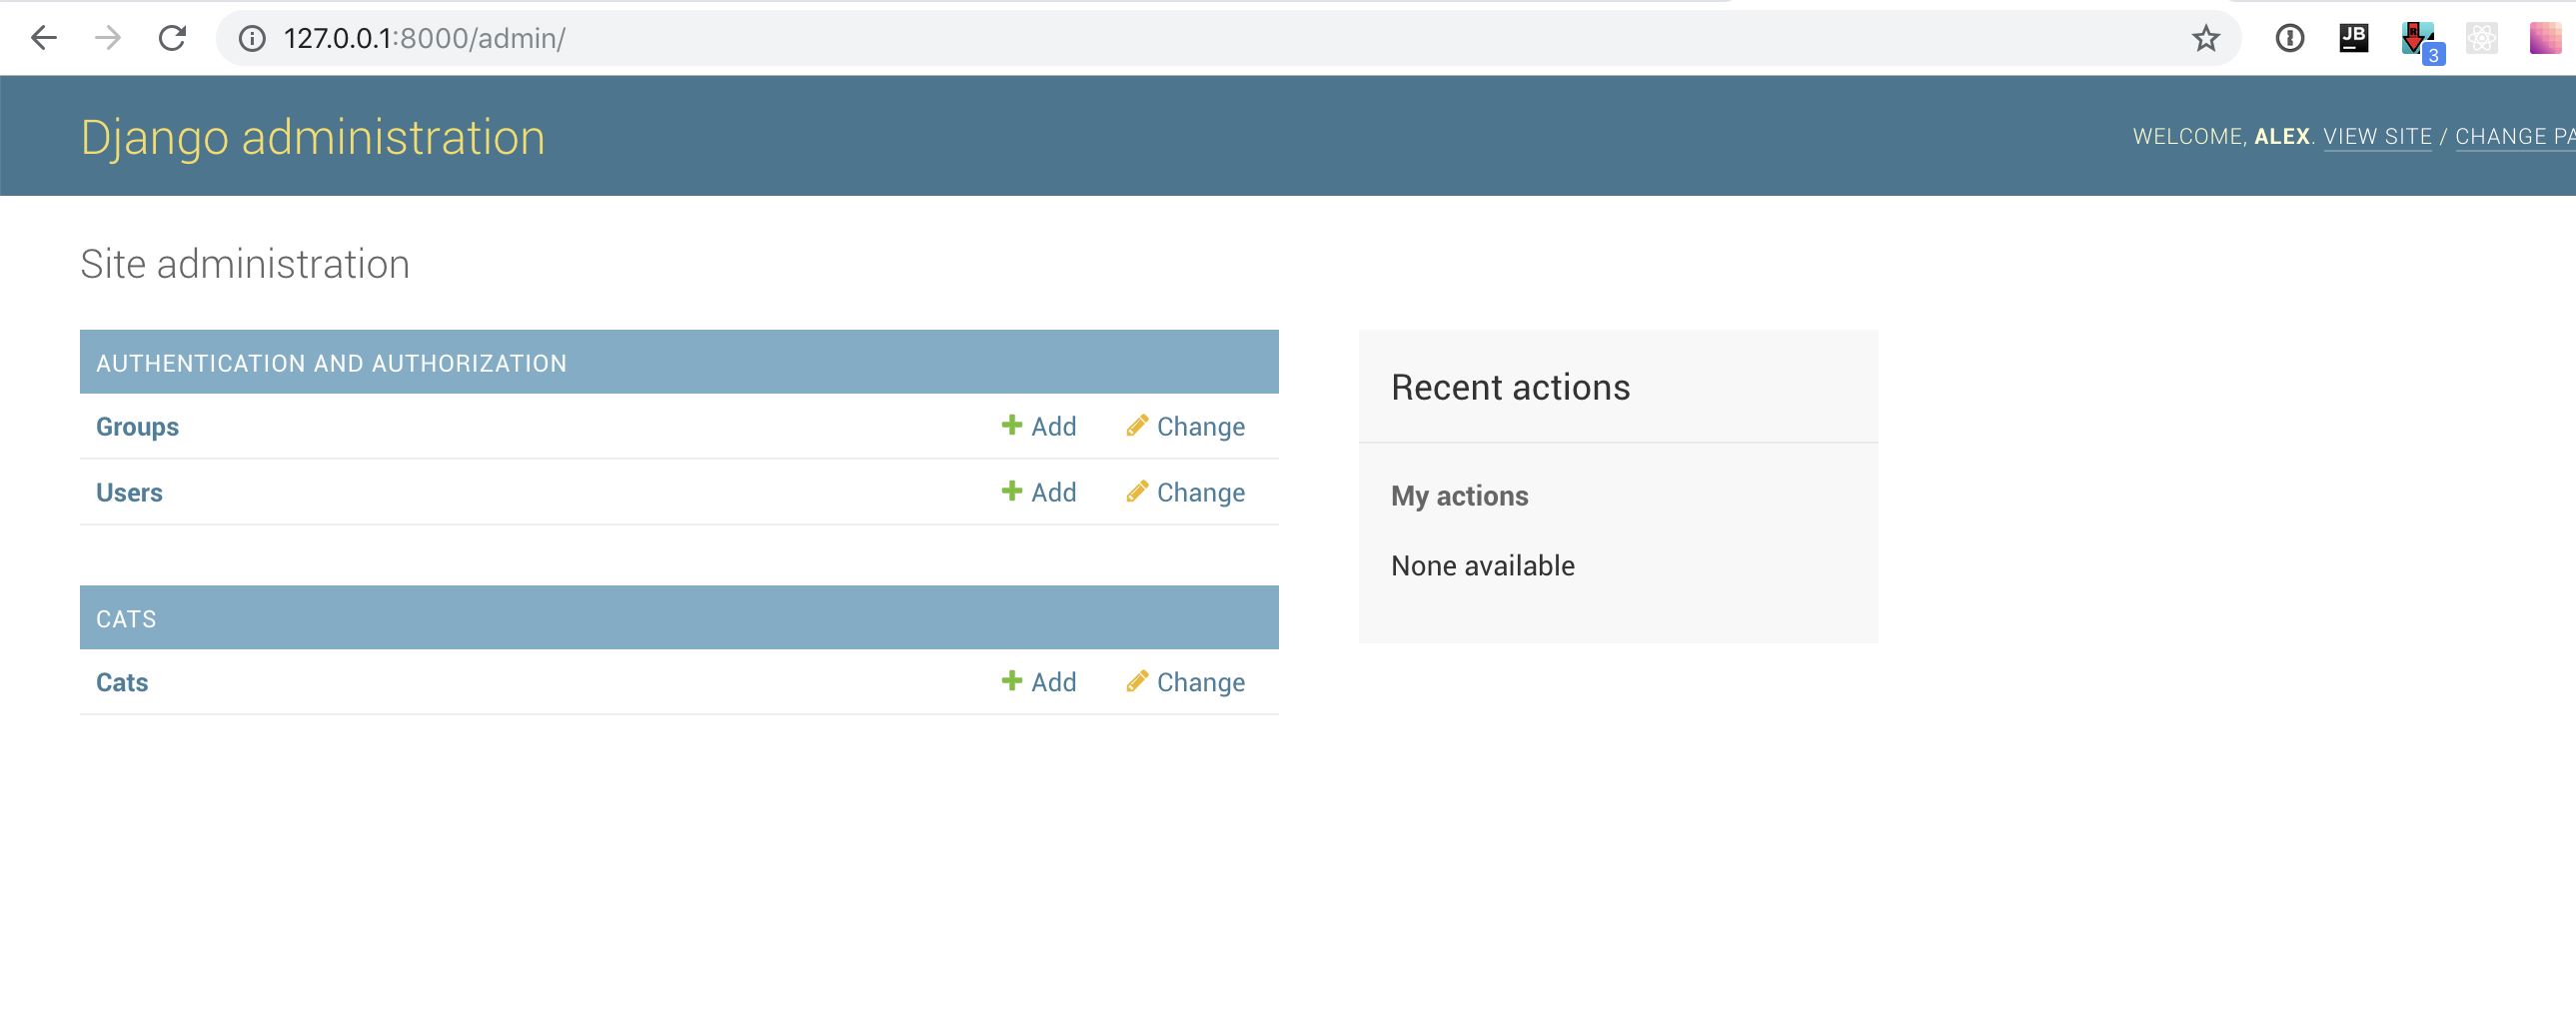 127.0.0.1:8000/admin/
JB
R
3
Django administration
WELCOME, ALEX. VIEW SITE / CHANGE PA
Site administration
AUTHENTICATION AND AUTHORIZATION
Groups Add Change
Users Add Change
CATS
Cats Add Change
Recent actions
My actions
None available